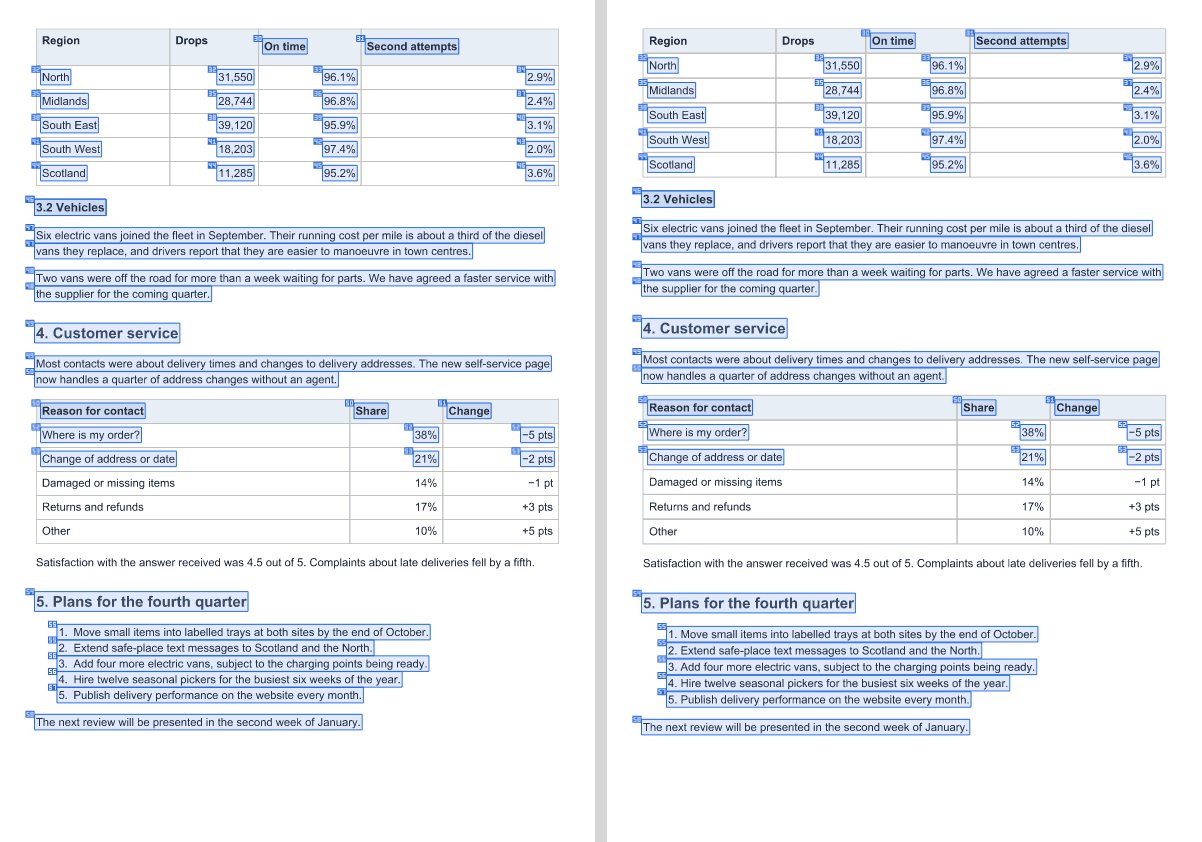 Region Drops On time Second attempts
North 31,550 96.1% 2.9%
Midlands 28,744 96.8% 2.4%
South East 39,120 95.9% 3.1%
South West 18,203 97.4% 2.0%
Scotland 11,285 95.2% 3.6%
3.2 Vehicles
Six electric vans joined the fleet in September. Their running cost per mile is about a third of the diesel
vans they replace, and drivers report that they are easier to manoeuvre in town centres.
Two vans were off the road for more than a week waiting for parts. We have agreed a faster service with
the supplier for the coming quarter.
4. Customer service
Most contacts were about delivery times and changes to delivery addresses. The new self-service page
now handles a quarter of address changes without an agent.
Reason for contact Share Change
Where is my order? 38% −5 pts
Change of address or date 21% −2 pts
Damaged or missing items 14% −1 pt
Returns and refunds 17% +3 pts
Other 10% +5 pts
Satisfaction with the answer received was 4.5 out of 5. Complaints about late deliveries fell by a fifth.
5. Plans for the fourth quarter
1. Move small items into labelled trays at both sites by the end of October.
2. Extend safe-place text messages to Scotland and the North.
3. Add four more electric vans, subject to the charging points being ready.
4. Hire twelve seasonal pickers for the busiest six weeks of the year.
5. Publish delivery performance on the website every month.
The next review will be presented in the second week of January.
Region Drops On time Second attempts
North 31,550 96.1% 2.9%
Midlands 28,744 96.8% 2.4%
South East 39,120 95.9% 3.1%
South West 18,203 97.4% 2.0%
Scotland 11,285 95.2% 3.6%
3.2 Vehicles
Six electric vans joined the fleet in September. Their running cost per mile is about a third of the diesel
vans they replace, and drivers report that they are easier to manoeuvre in town centres.
Two vans were off the road for more than a week waiting for parts. We have agreed a faster service with
the supplier for the coming quarter.
4. Customer service
Most contacts were about delivery times and changes to delivery addresses. The new self-service page
now handles a quarter of address changes without an agent.
Reason for contact Share Change
Where is my order? 38% −5 pts
Change of address or date 21% −2 pts
Damaged or missing items 14% −1 pt
Returns and refunds 17% +3 pts
Other 10% +5 pts
Satisfaction with the answer received was 4.5 out of 5. Complaints about late deliveries fell by a fifth.
5. Plans for the fourth quarter
1. Move small items into labelled trays at both sites by the end of October.
2. Extend safe-place text messages to Scotland and the North.
3. Add four more electric vans, subject to the charging points being ready.
4. Hire twelve seasonal pickers for the busiest six weeks of the year.
5. Publish delivery performance on the website every month.
The next review will be presented in the second week of January.